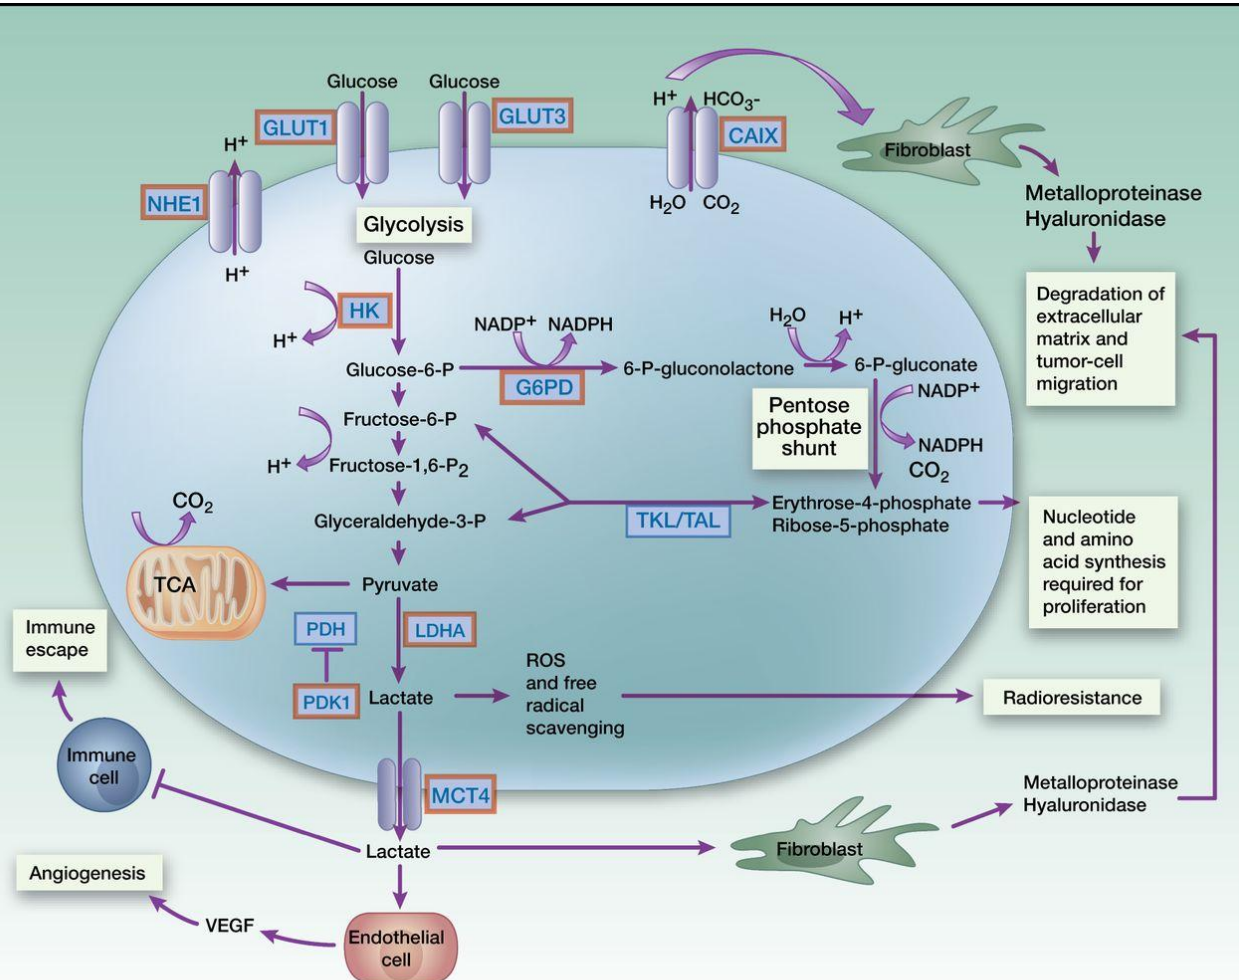 Glucose
Glucose
GLUT1
GLUT3
H+
HCO3-
CAIX
Fibroblast
H+
NHE1
H+
H2O
CO2
Metalloproteinase
Hyaluronidase
Glycolysis
Glucose
HK
H+
Degradation of
extracellular
matrix and
tumor-cell
migration
NADP+
NADPH
H2O
H+
Glucose-6-P
G6PD
6-P-gluconolactone
6-P-gluconate
NADP+
NADPH
CO2
Pentose
phosphate
shunt
Fructose-6-P
H+
Fructose-1,6-P2
Glyceraldehyde-3-P
TKL/TAL
Erythrose-4-phosphate
Ribose-5-phosphate
Nucleotide
and amino
acid synthesis
required for
proliferation
CO2
TCA
Pyruvate
PDH
LDHA
PDK1
Lactate
ROS
and free
radical
scavenging
Radioresistance
Immune
escape
Immune
cell
MCT4
Lactate
Fibroblast
Metalloproteinase
Hyaluronidase
Angiogenesis
VEGF
Endothelial
cell